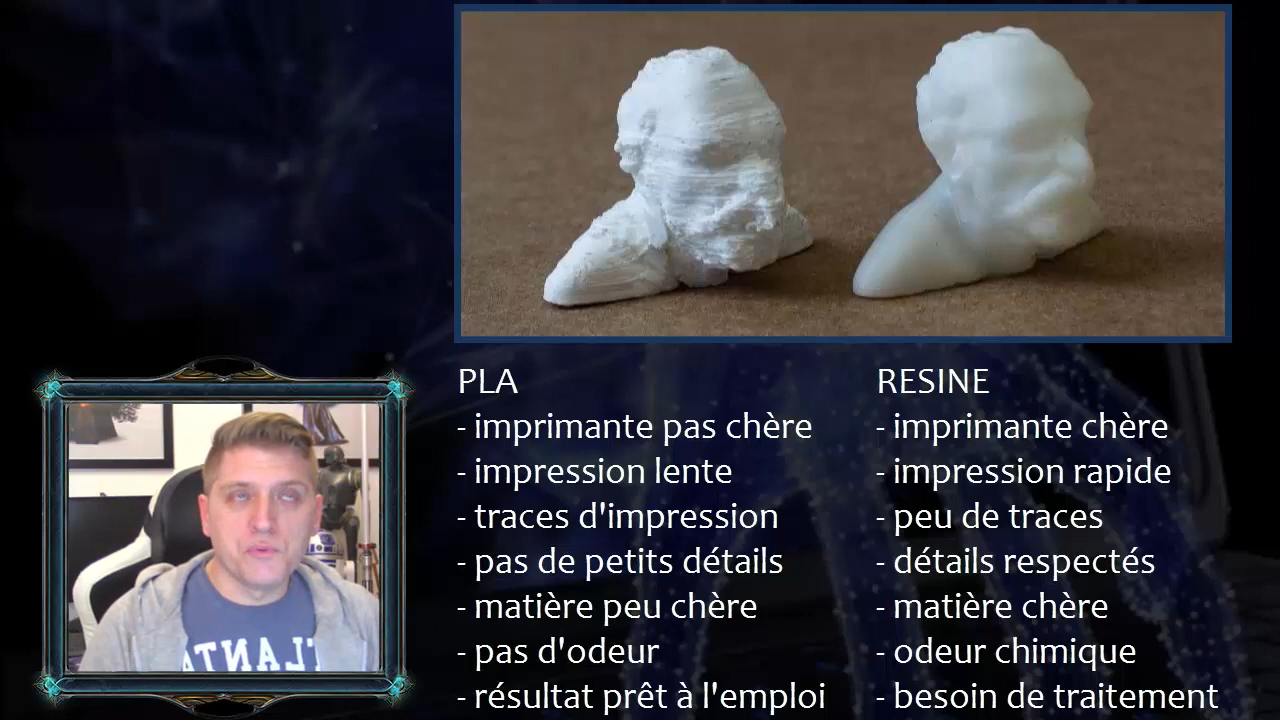 PLA
- imprimante pas chère
- impression lente
- traces d'impression
- pas de petits détails
- matière peu chère
- pas d'odeur
- résultat prêt à l'emploi
RESINE
- imprimante chère
- impression rapide
- peu de traces
- détails respectés
- matière chère
- odeur chimique
- besoin de traitement